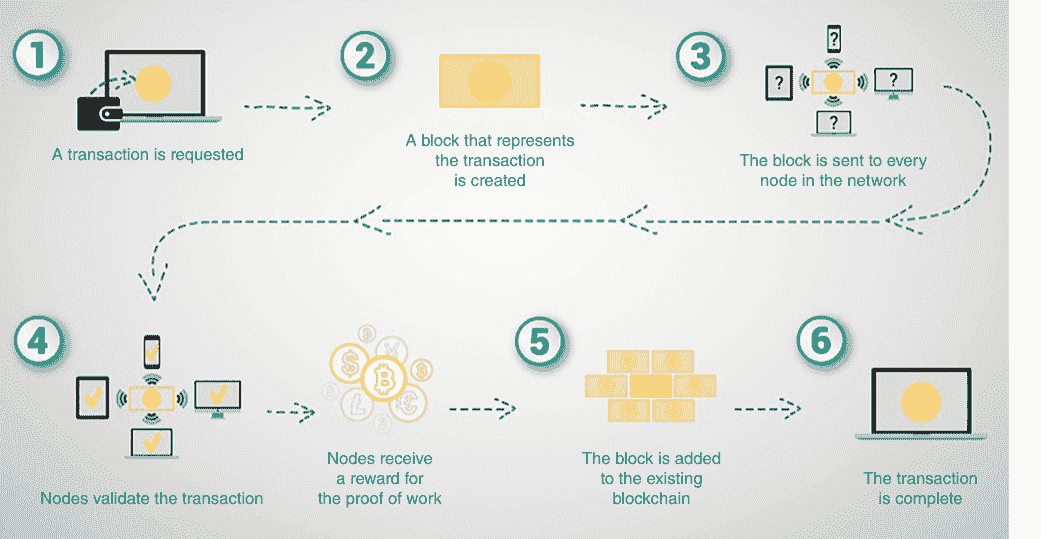 1
A transaction is requested
2
A block that represents
the transaction
is created
3
?
?
?
?
The block is sent to every
node in the network
4
Nodes validate the transaction
$
¥
₿
£
€
Nodes receive
a reward for
the proof of work
5
The block is added
to the existing
blockchain
6
The transaction
is complete